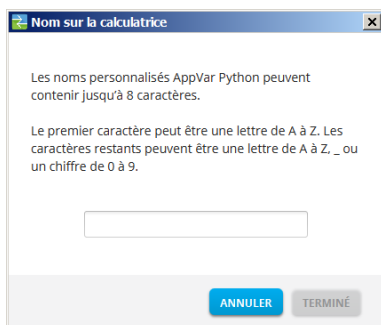 Nom sur la calculatrice
Les noms personnalisés AppVar Python peuvent
contenir jusqu'à 8 caractères.
Le premier caractère peut être une lettre de A à Z. Les
caractères restants peuvent être une lettre de A à Z, _ ou
un chiffre de 0 à 9.
ANNULER TERMINÉ